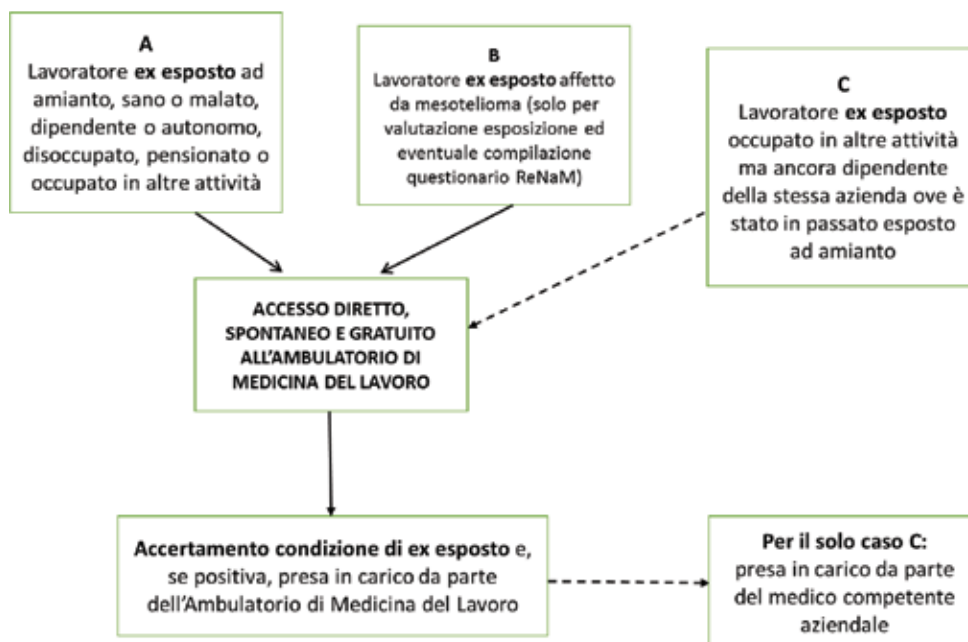 A
Lavoratore ex esposto ad
amianto, sano o malato,
dipendente o autonomo,
disoccupato, pensionato o
occupato in altre attività
B
Lavoratore ex esposto affetto
da mesotelioma (solo per
valutazione esposizione ed
eventuale compilazione
questionario ReNaM)
C
Lavoratore ex esposto
occupato in altre attività
ma ancora dipendente
della stessa azienda ove è
stato in passato esposto
ad amianto
ACCESSO DIRETTO,
SPONTANEO E GRATUITO
ALL'AMBULATORIO DI
MEDICINA DEL LAVORO
Accertamento condizione di ex esposto e,
se positiva, presa in carico da parte
dell'Ambulatorio di Medicina del Lavoro
Per il solo caso C:
presa in carico da parte
del medico competente
aziendale